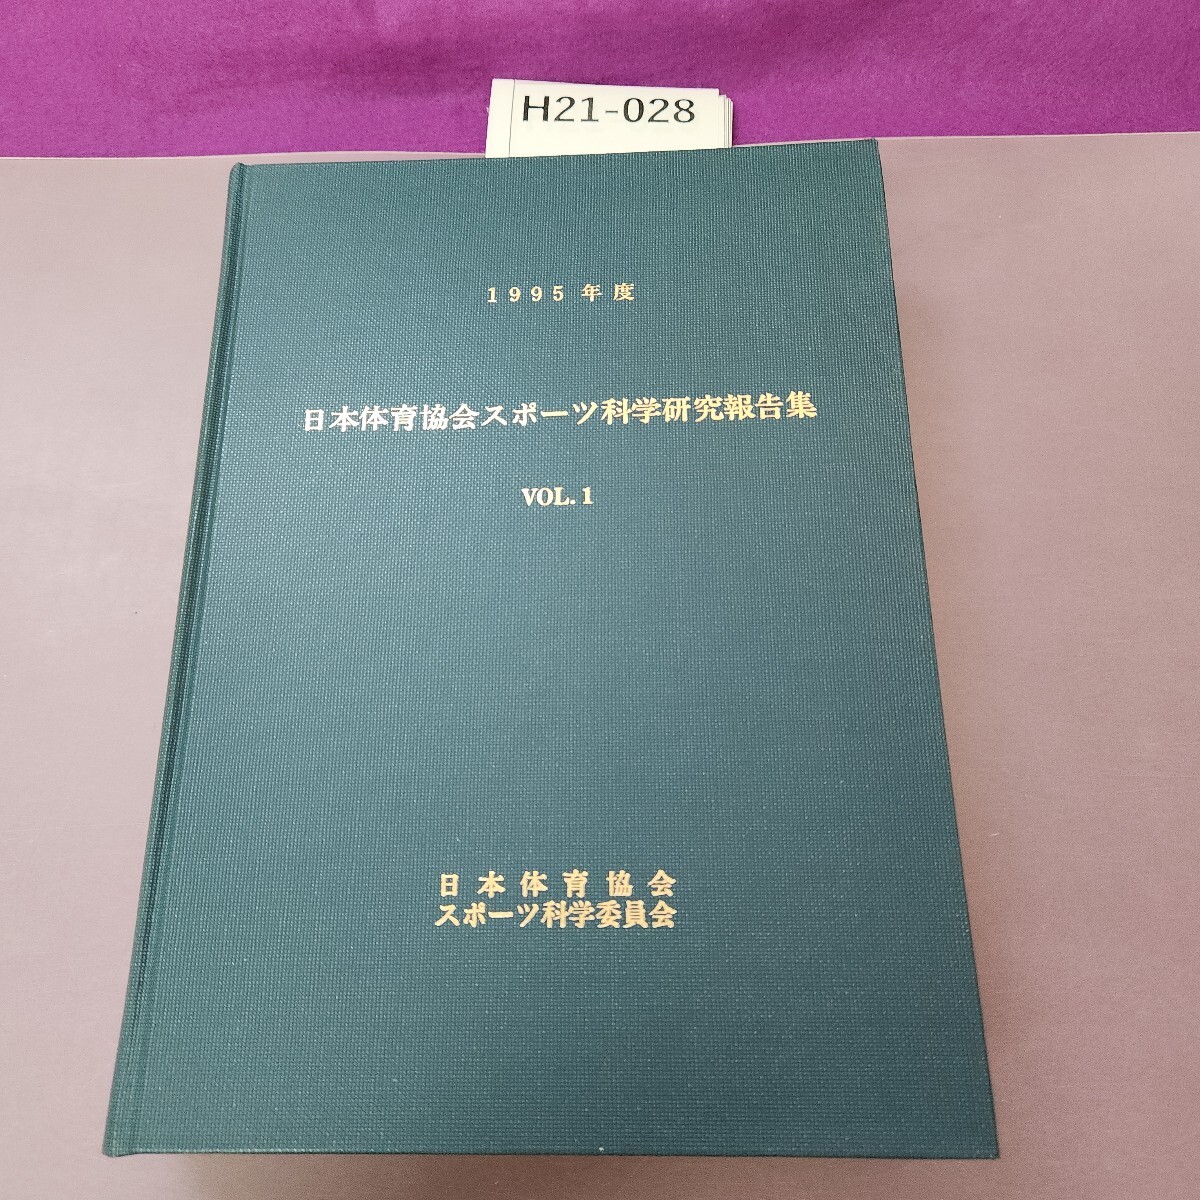 H21-028
1995年度
日本体育協会スポーツ科学研究報告集
VOL.1
日本体育協会
スポーツ科学委員会